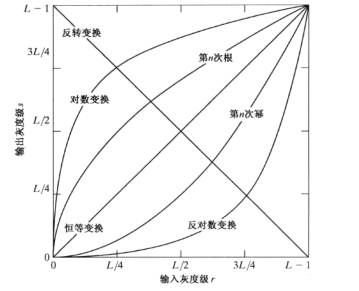 L − 1
反转变换
3L/4
第n次根
对数变换
第n次幂
L/2
输出灰度级 s
L/4
恒等变换
反对数变换
0
0
L/4
L/2
3L/4
L − 1
输入灰度级 r